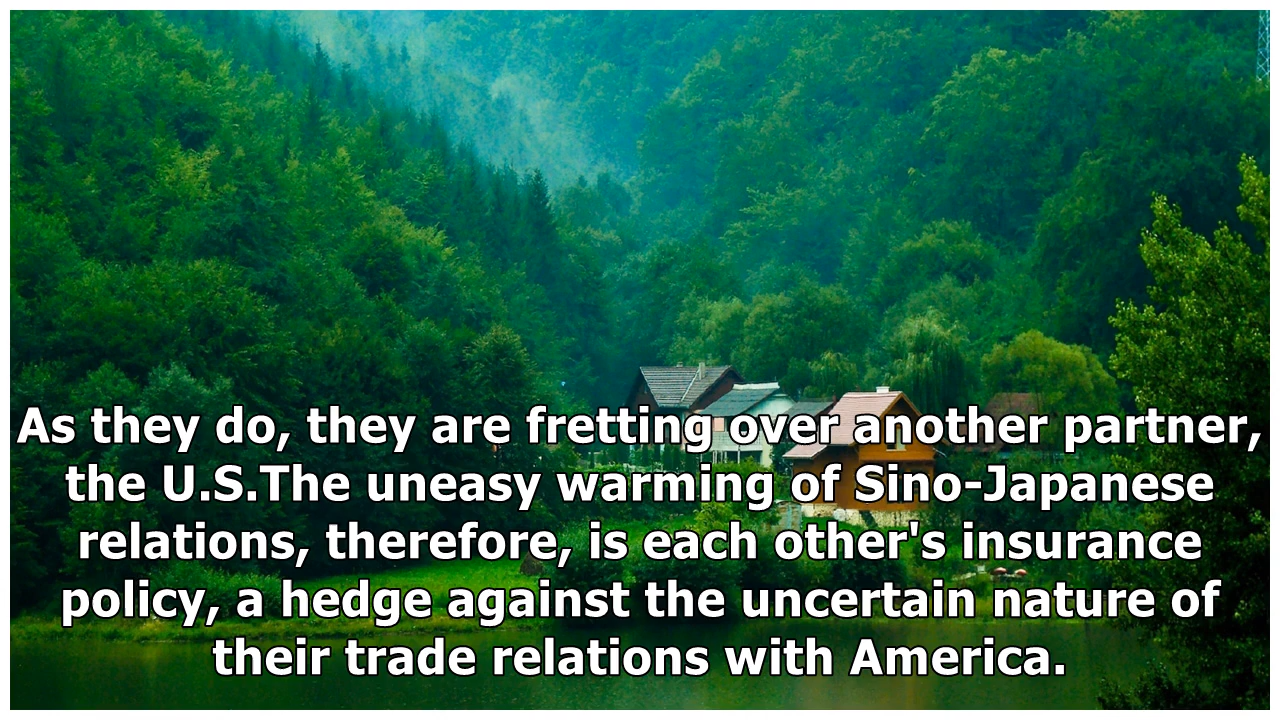 As they do, they are fretting over another partner,
the U.S.The uneasy warming of Sino-Japanese
relations, therefore, is each other's insurance
policy, a hedge against the uncertain nature of
their trade relations with America.